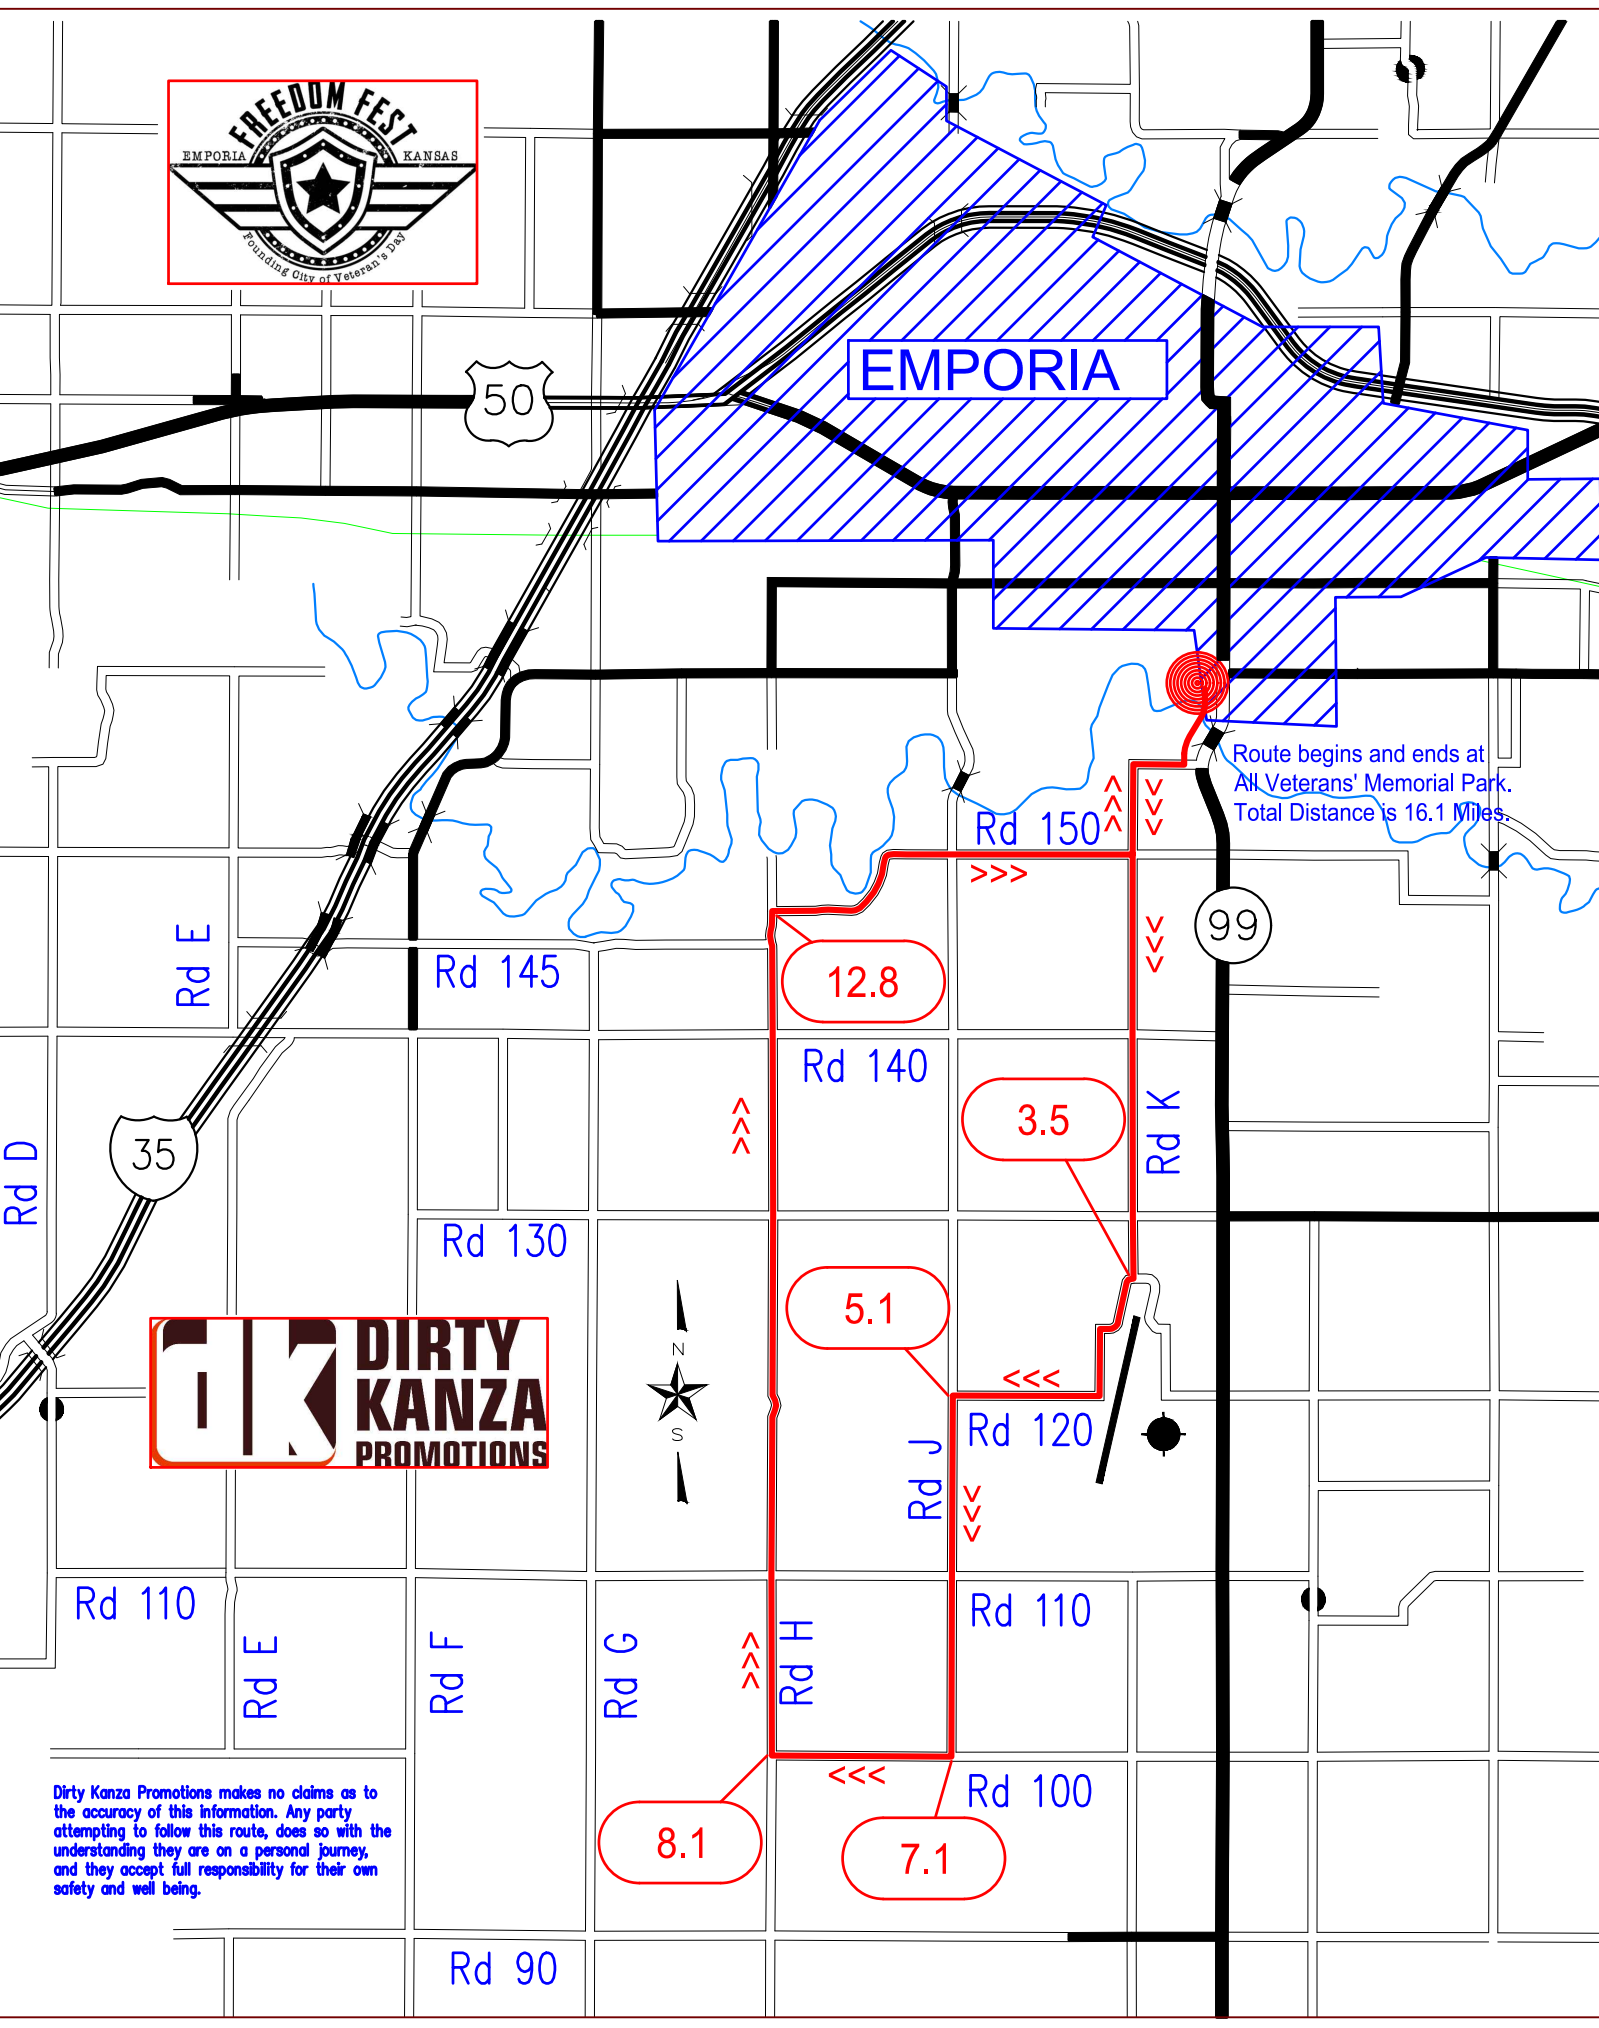 FREEDOM FEST
EMPORIA
KANSAS
Founding City of Veteran's Day
50
EMPORIA
Route begins and ends at
All Veterans' Memorial Park.
Total Distance is 16.1 Miles.
Rd 150
^^^
vvv
>>>
vvv
99
Rd E
Rd 145
12.8
Rd 140
3.5
Rd K
>>>
35
Rd D
Rd 130
5.1
N
S
DIRTY
KANZA
PROMOTIONS
dk
<<<
Rd 120
Rd J
<<<
Rd 110
Rd 110
Rd E
Rd F
Rd G
>>>
Rd H
<<<
Rd 100
8.1
7.1
Dirty Kanza Promotions makes no claims as to
the accuracy of this information. Any party
attempting to follow this route, does so with the
understanding they are on a personal journey,
and they accept full responsibility for their own
safety and well being.
Rd 90